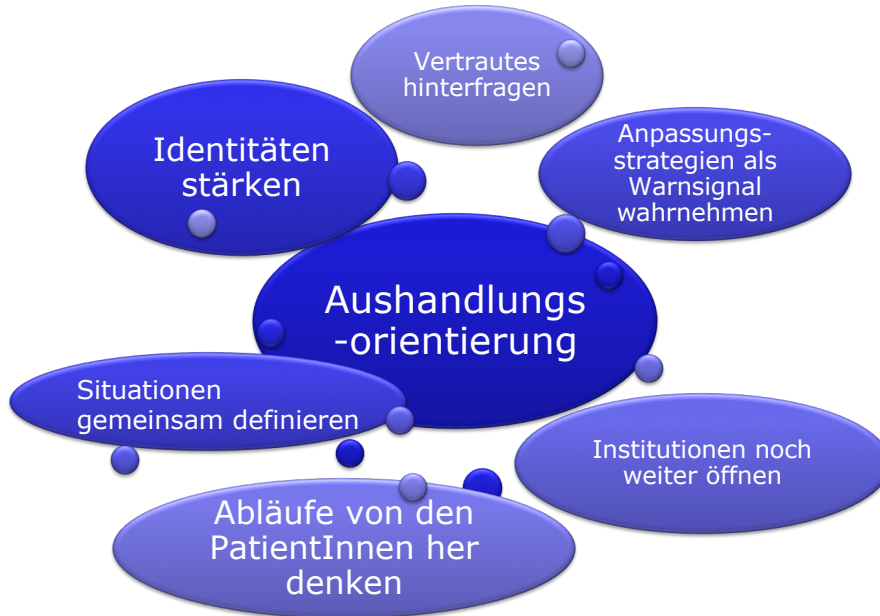 Vertrautes
hinterfragen
Identitäten
stärken
Anpassungs-
strategien als
Warnsignal
wahrnehmen
Aushandlungs
-orientierung
Situationen
gemeinsam definieren
Institutionen noch
weiter öffnen
Abläufe von den
PatientInnen her
denken